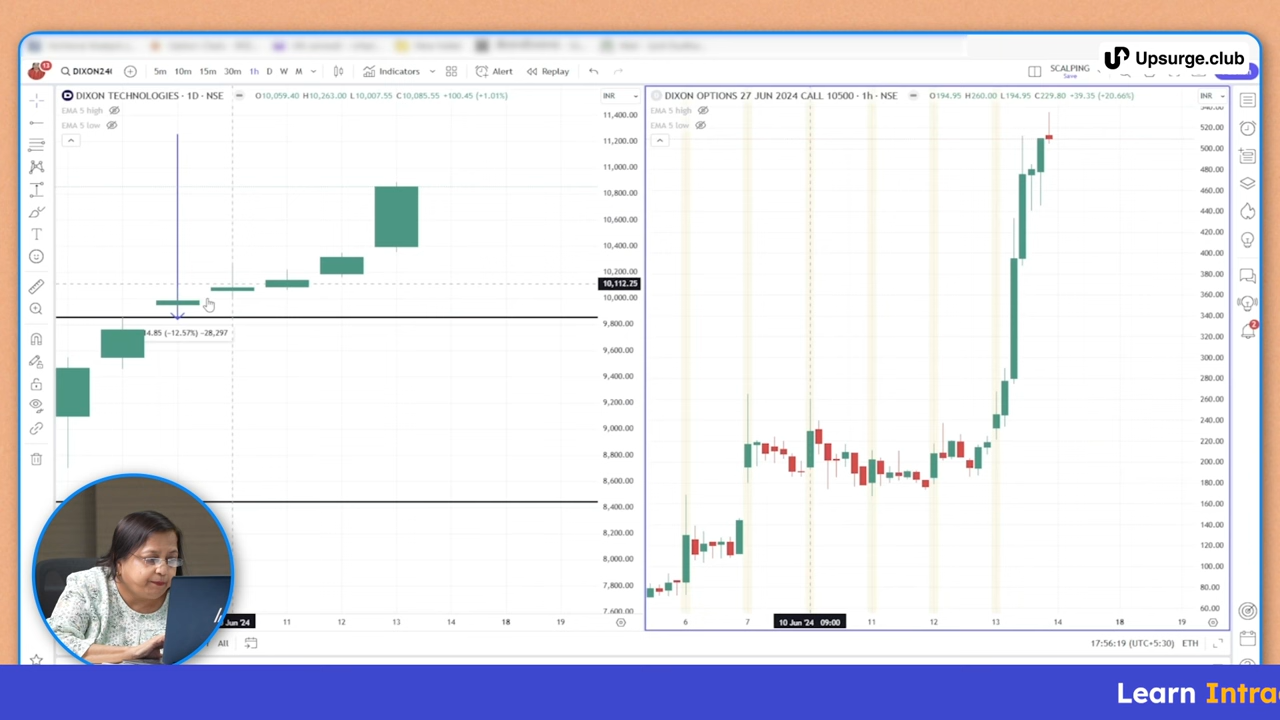 Upsurge.club
13
DIXON24(
5m 10m 15m 30m 1h D W M
Indicators
Alert
Replay
SCALPING
Save
DIXON TECHNOLOGIES · 1D · NSE
O10,059.40 H10,263.00 L10,007.55 C10,085.55 +100.45 (+1.01%)
INR
EMA 5 high
EMA 5 low
11,400.00
11,200.00
11,000.00
10,800.00
10,600.00
10,400.00
10,200.00
10,112.25
10,000.00
9,800.00
9,600.00
9,400.00
9,200.00
9,000.00
8,800.00
8,600.00
8,400.00
8,200.00
8,000.00
7,800.00
7,600.00
4.85 (−12.57%) −28,297
Jun '24
11 12 13 14 18 19
All
DIXON OPTIONS 27 JUN 2024 CALL 10500 · 1h · NSE
O194.95 H260.00 L194.95 C229.80 +39.35 (+20.66%)
INR
EMA 5 high
EMA 5 low
540.00
520.00
500.00
480.00
460.00
440.00
420.00
400.00
380.00
360.00
340.00
320.00
300.00
280.00
260.00
240.00
220.00
200.00
180.00
160.00
140.00
120.00
100.00
80.00
60.00
6 7 10 Jun '24 09:00 11 12 13 14 18 19
17:56:19 (UTC+5:30) ETH
2
Learn Intra